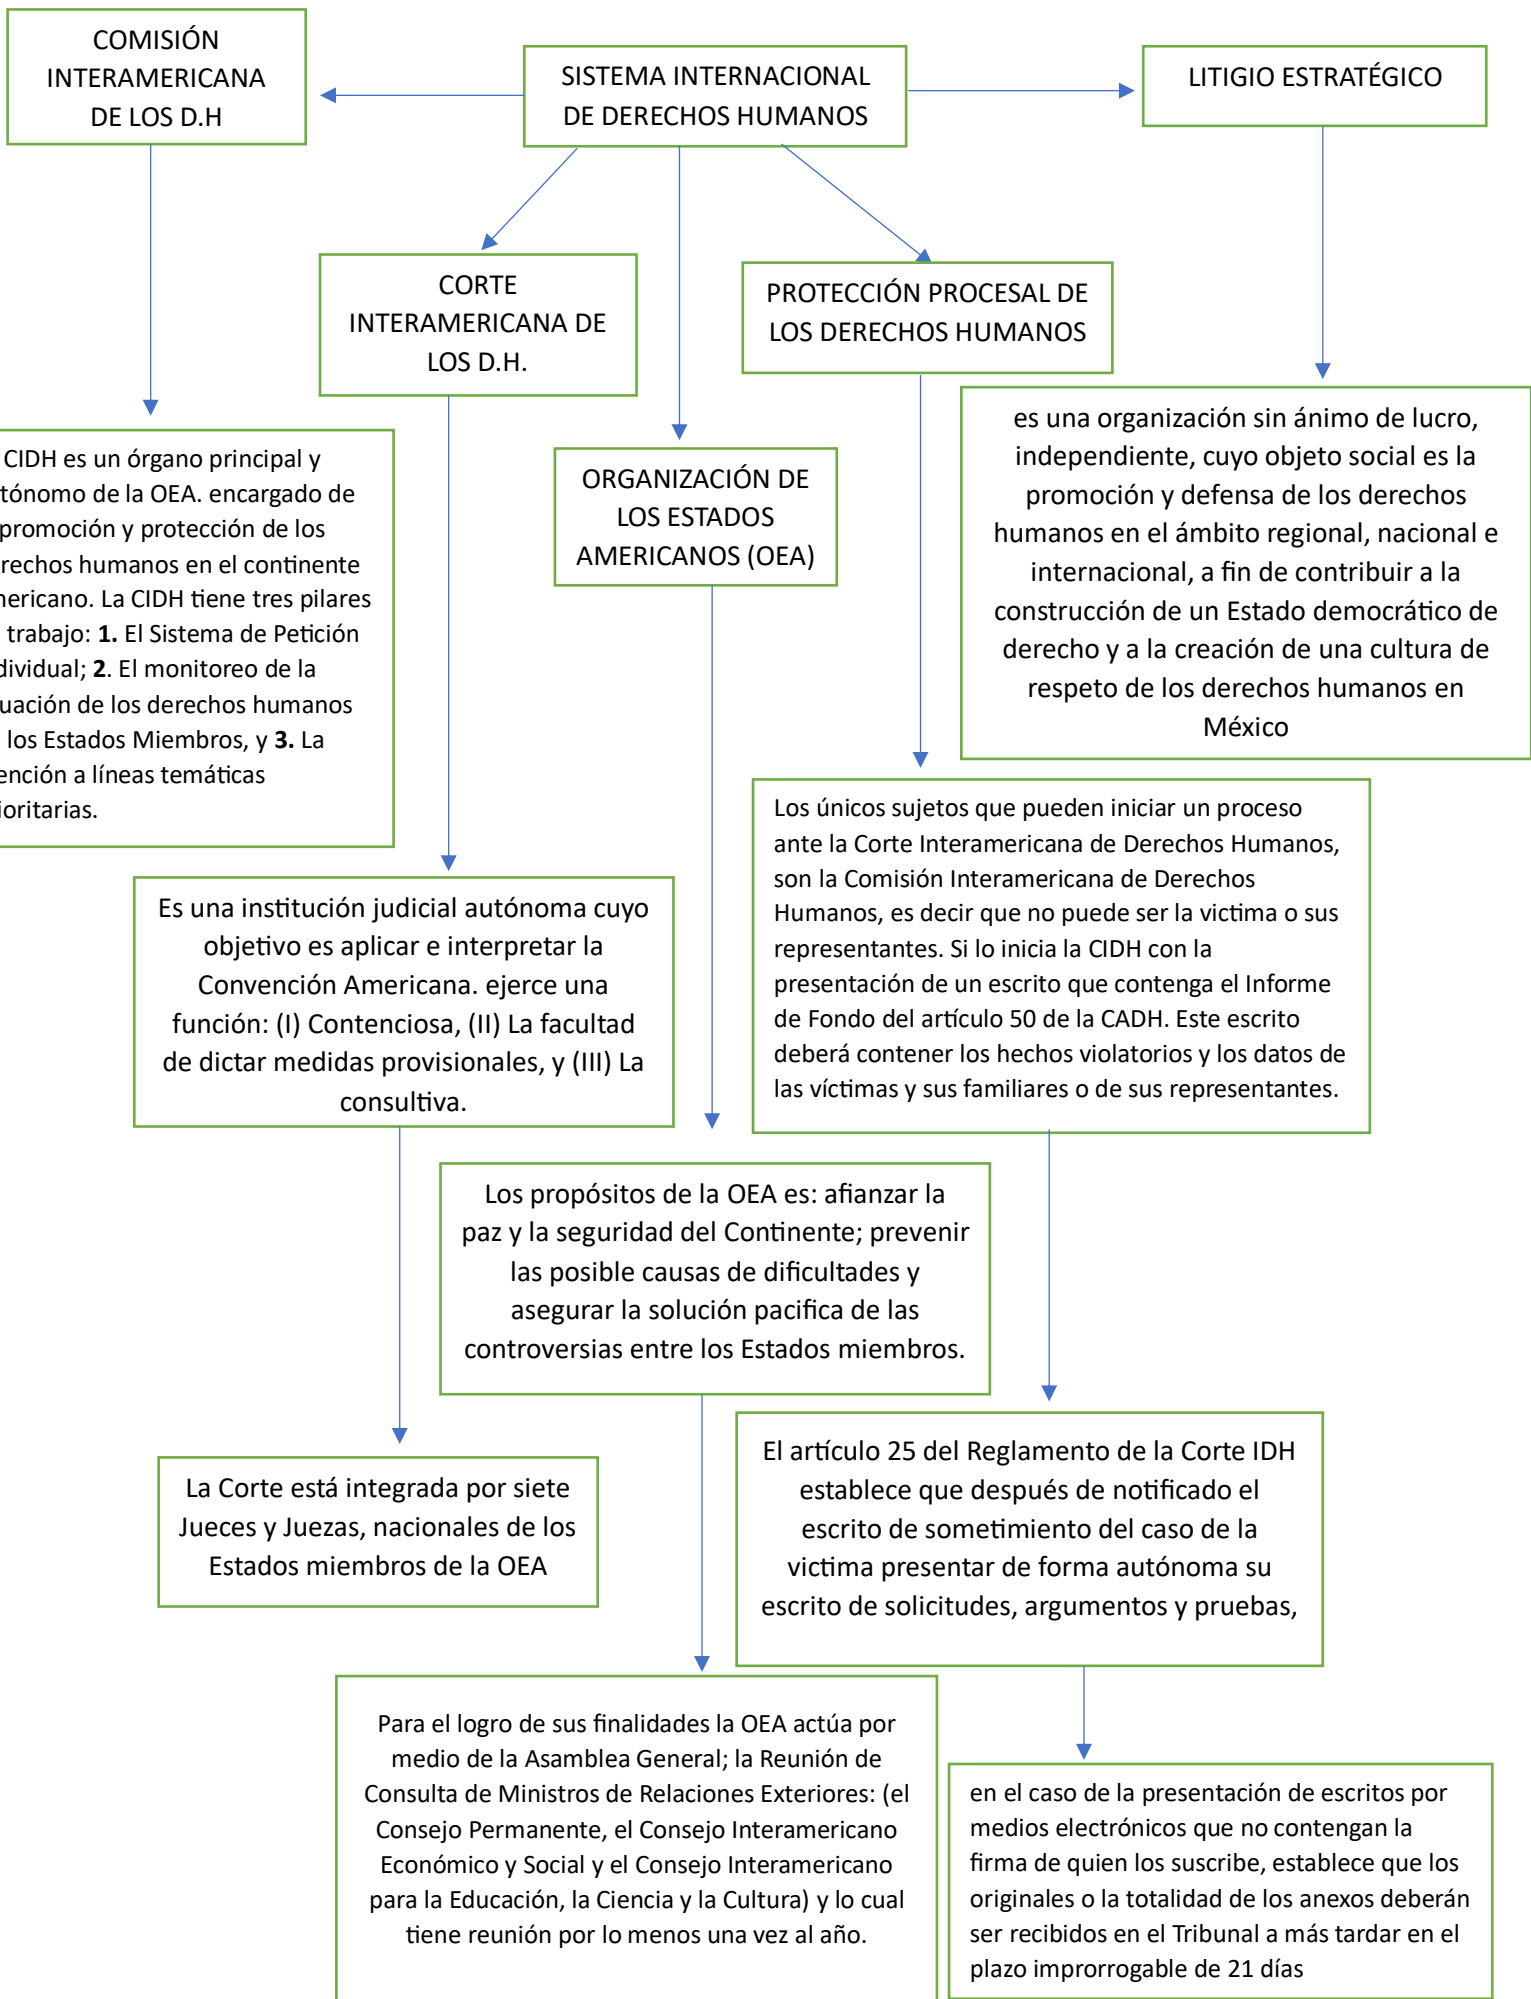 COMISIÓN
INTERAMERICANA
DE LOS D.H
SISTEMA INTERNACIONAL
DE DERECHOS HUMANOS
LITIGIO ESTRATÉGICO
CORTE
INTERAMERICANA DE
LOS D.H.
PROTECCIÓN PROCESAL DE
LOS DERECHOS HUMANOS
CIDH es un órgano principal y
tónomo de la OEA. encargado de
promoción y protección de los
rechos humanos en el continente
mericano. La CIDH tiene tres pilares
trabajo: 1. El Sistema de Petición
dividual; 2. El monitoreo de la
uación de los derechos humanos
los Estados Miembros, y 3. La
ención a líneas temáticas
ioritarias.
ORGANIZACIÓN DE
LOS ESTADOS
AMERICANOS (OEA)
es una organización sin ánimo de lucro,
independiente, cuyo objeto social es la
promoción y defensa de los derechos
humanos en el ámbito regional, nacional e
internacional, a fin de contribuir a la
construcción de un Estado democrático de
derecho y a la creación de una cultura de
respeto de los derechos humanos en
México
Es una institución judicial autónoma cuyo
objetivo es aplicar e interpretar la
Convención Americana. ejerce una
función: (I) Contenciosa, (II) La facultad
de dictar medidas provisionales, y (III) La
consultiva.
Los únicos sujetos que pueden iniciar un proceso
ante la Corte Interamericana de Derechos Humanos,
son la Comisión Interamericana de Derechos
Humanos, es decir que no puede ser la victima o sus
representantes. Si lo inicia la CIDH con la
presentación de un escrito que contenga el Informe
de Fondo del artículo 50 de la CADH. Este escrito
deberá contener los hechos violatorios y los datos de
las víctimas y sus familiares o de sus representantes.
Los propósitos de la OEA es: afianzar la
paz y la seguridad del Continente; prevenir
las posible causas de dificultades y
asegurar la solución pacifica de las
controversias entre los Estados miembros.
La Corte está integrada por siete
Jueces y Juezas, nacionales de los
Estados miembros de la OEA
El artículo 25 del Reglamento de la Corte IDH
establece que después de notificado el
escrito de sometimiento del caso de la
victima presentar de forma autónoma su
escrito de solicitudes, argumentos y pruebas,
Para el logro de sus finalidades la OEA actúa por
medio de la Asamblea General; la Reunión de
Consulta de Ministros de Relaciones Exteriores: (el
Consejo Permanente, el Consejo Interamericano
Económico y Social y el Consejo Interamericano
para la Educación, la Ciencia y la Cultura) y lo cual
tiene reunión por lo menos una vez al año.
en el caso de la presentación de escritos por
medios electrónicos que no contengan la
firma de quien los suscribe, establece que los
originales o la totalidad de los anexos deberán
ser recibidos en el Tribunal a más tardar en el
plazo improrrogable de 21 días